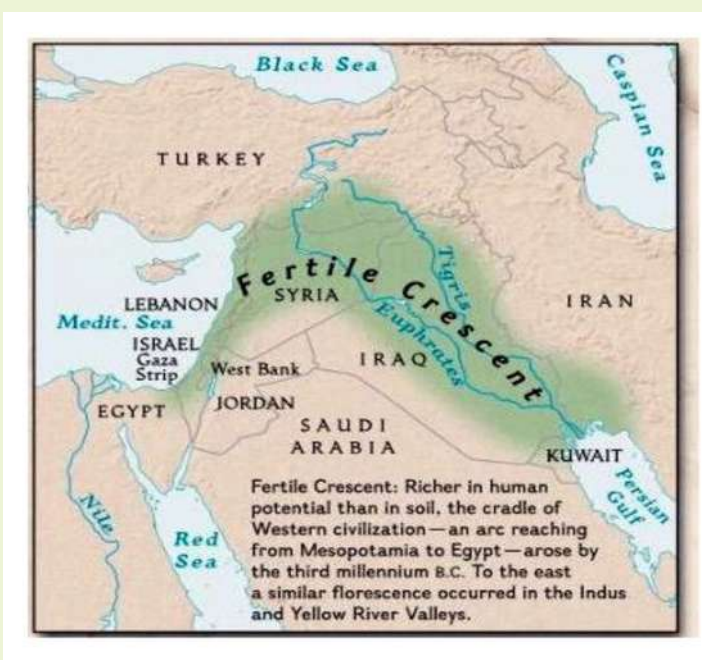 Black Sea
Caspian Sea
TURKEY
Fertile Crescent
Tigris
SYRIA
IRAN
LEBANON
Medit. Sea
Euphrates
ISRAEL
Gaza
Strip
West Bank
IRAQ
EGYPT
JORDAN
SAUDI
ARABIA
KUWAIT
Persian
Gulf
Nile
Red
Sea
Fertile Crescent: Richer in human
potential than in soil, the cradle of
Western civilization—an arc reaching
from Mesopotamia to Egypt—arose by
the third millennium B.C. To the east
a similar florescence occurred in the Indus
and Yellow River Valleys.